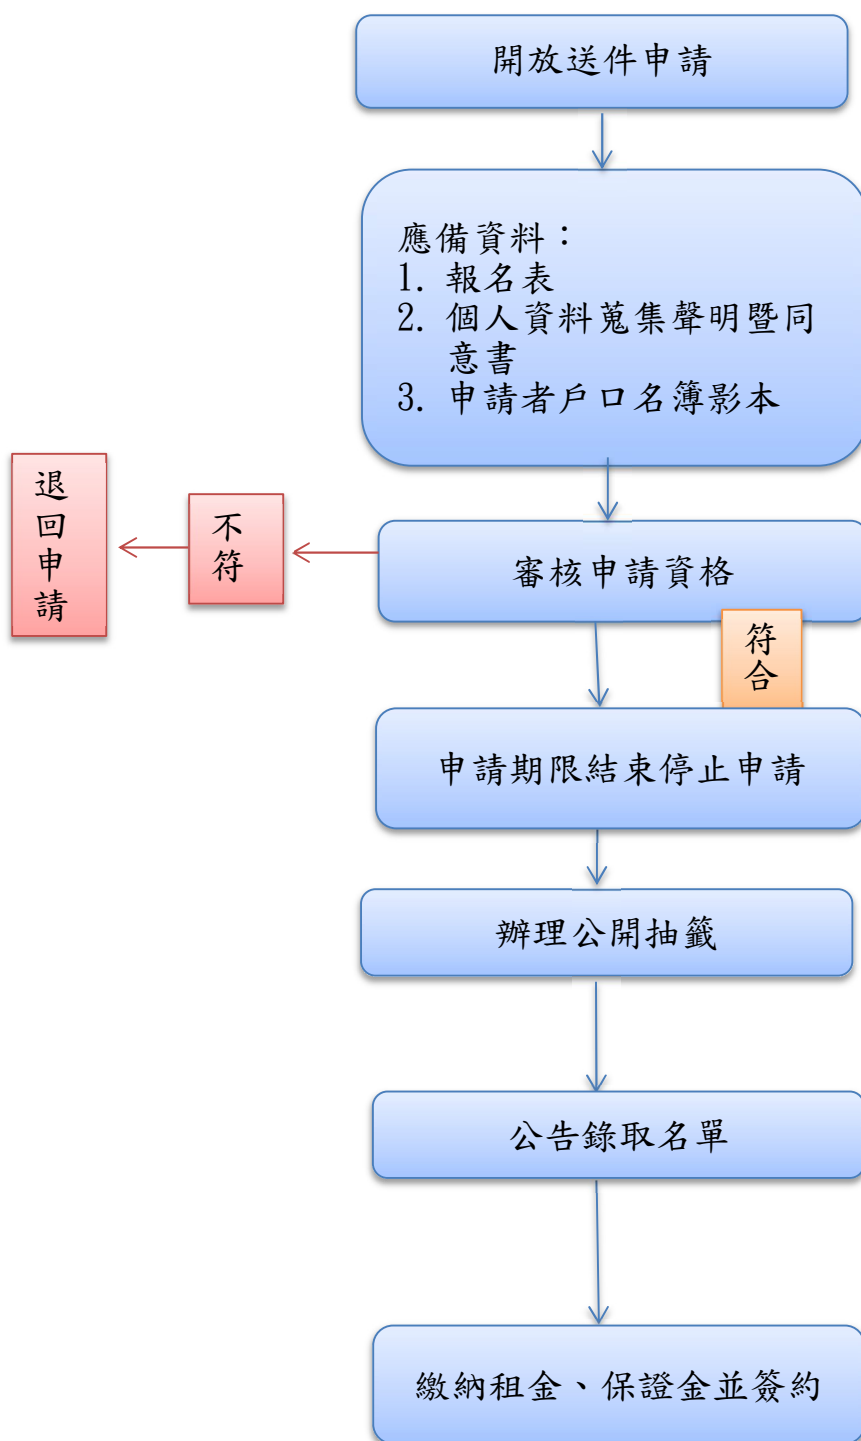 開放送件申請
應備資料：
1. 報名表
2. 個人資料蒐集聲明暨同
意書
3. 申請者戶口名簿影本
審核申請資格
不符
退回申請
符合
申請期限結束停止申請
辦理公開抽籤
公告錄取名單
繳納租金、保證金並簽約